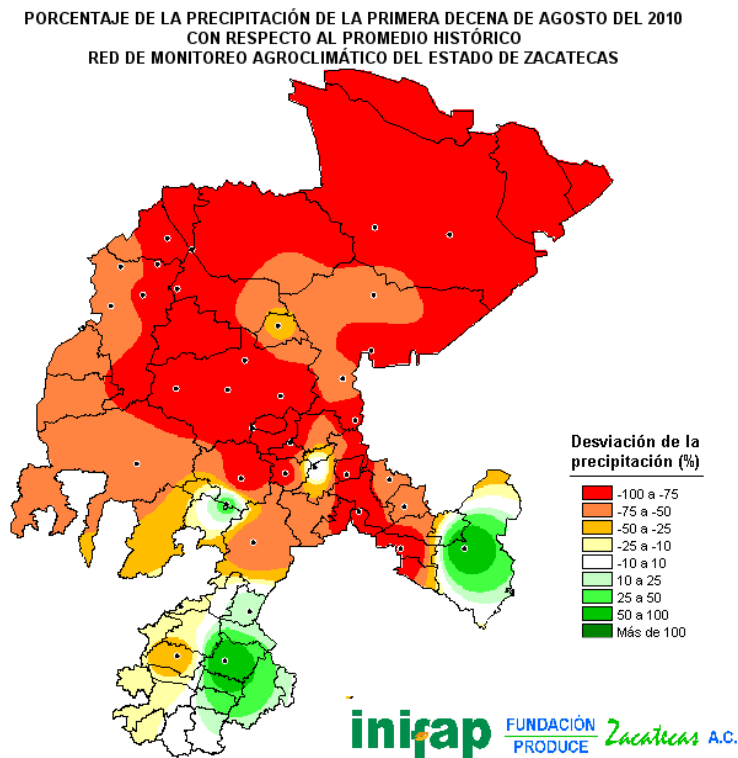 PORCENTAJE DE LA PRECIPITACIÓN DE LA PRIMERA DECENA DE AGOSTO DEL 2010
CON RESPECTO AL PROMEDIO HISTÓRICO
RED DE MONITOREO AGROCLIMÁTICO DEL ESTADO DE ZACATECAS
Desviación de la
precipitación (%)
-100 a -75
-75 a -50
-50 a -25
-25 a -10
-10 a 10
10 a 25
25 a 50
50 a 100
Más de 100
inifap
FUNDACIÓN
PRODUCE
Zacatecas A.C.